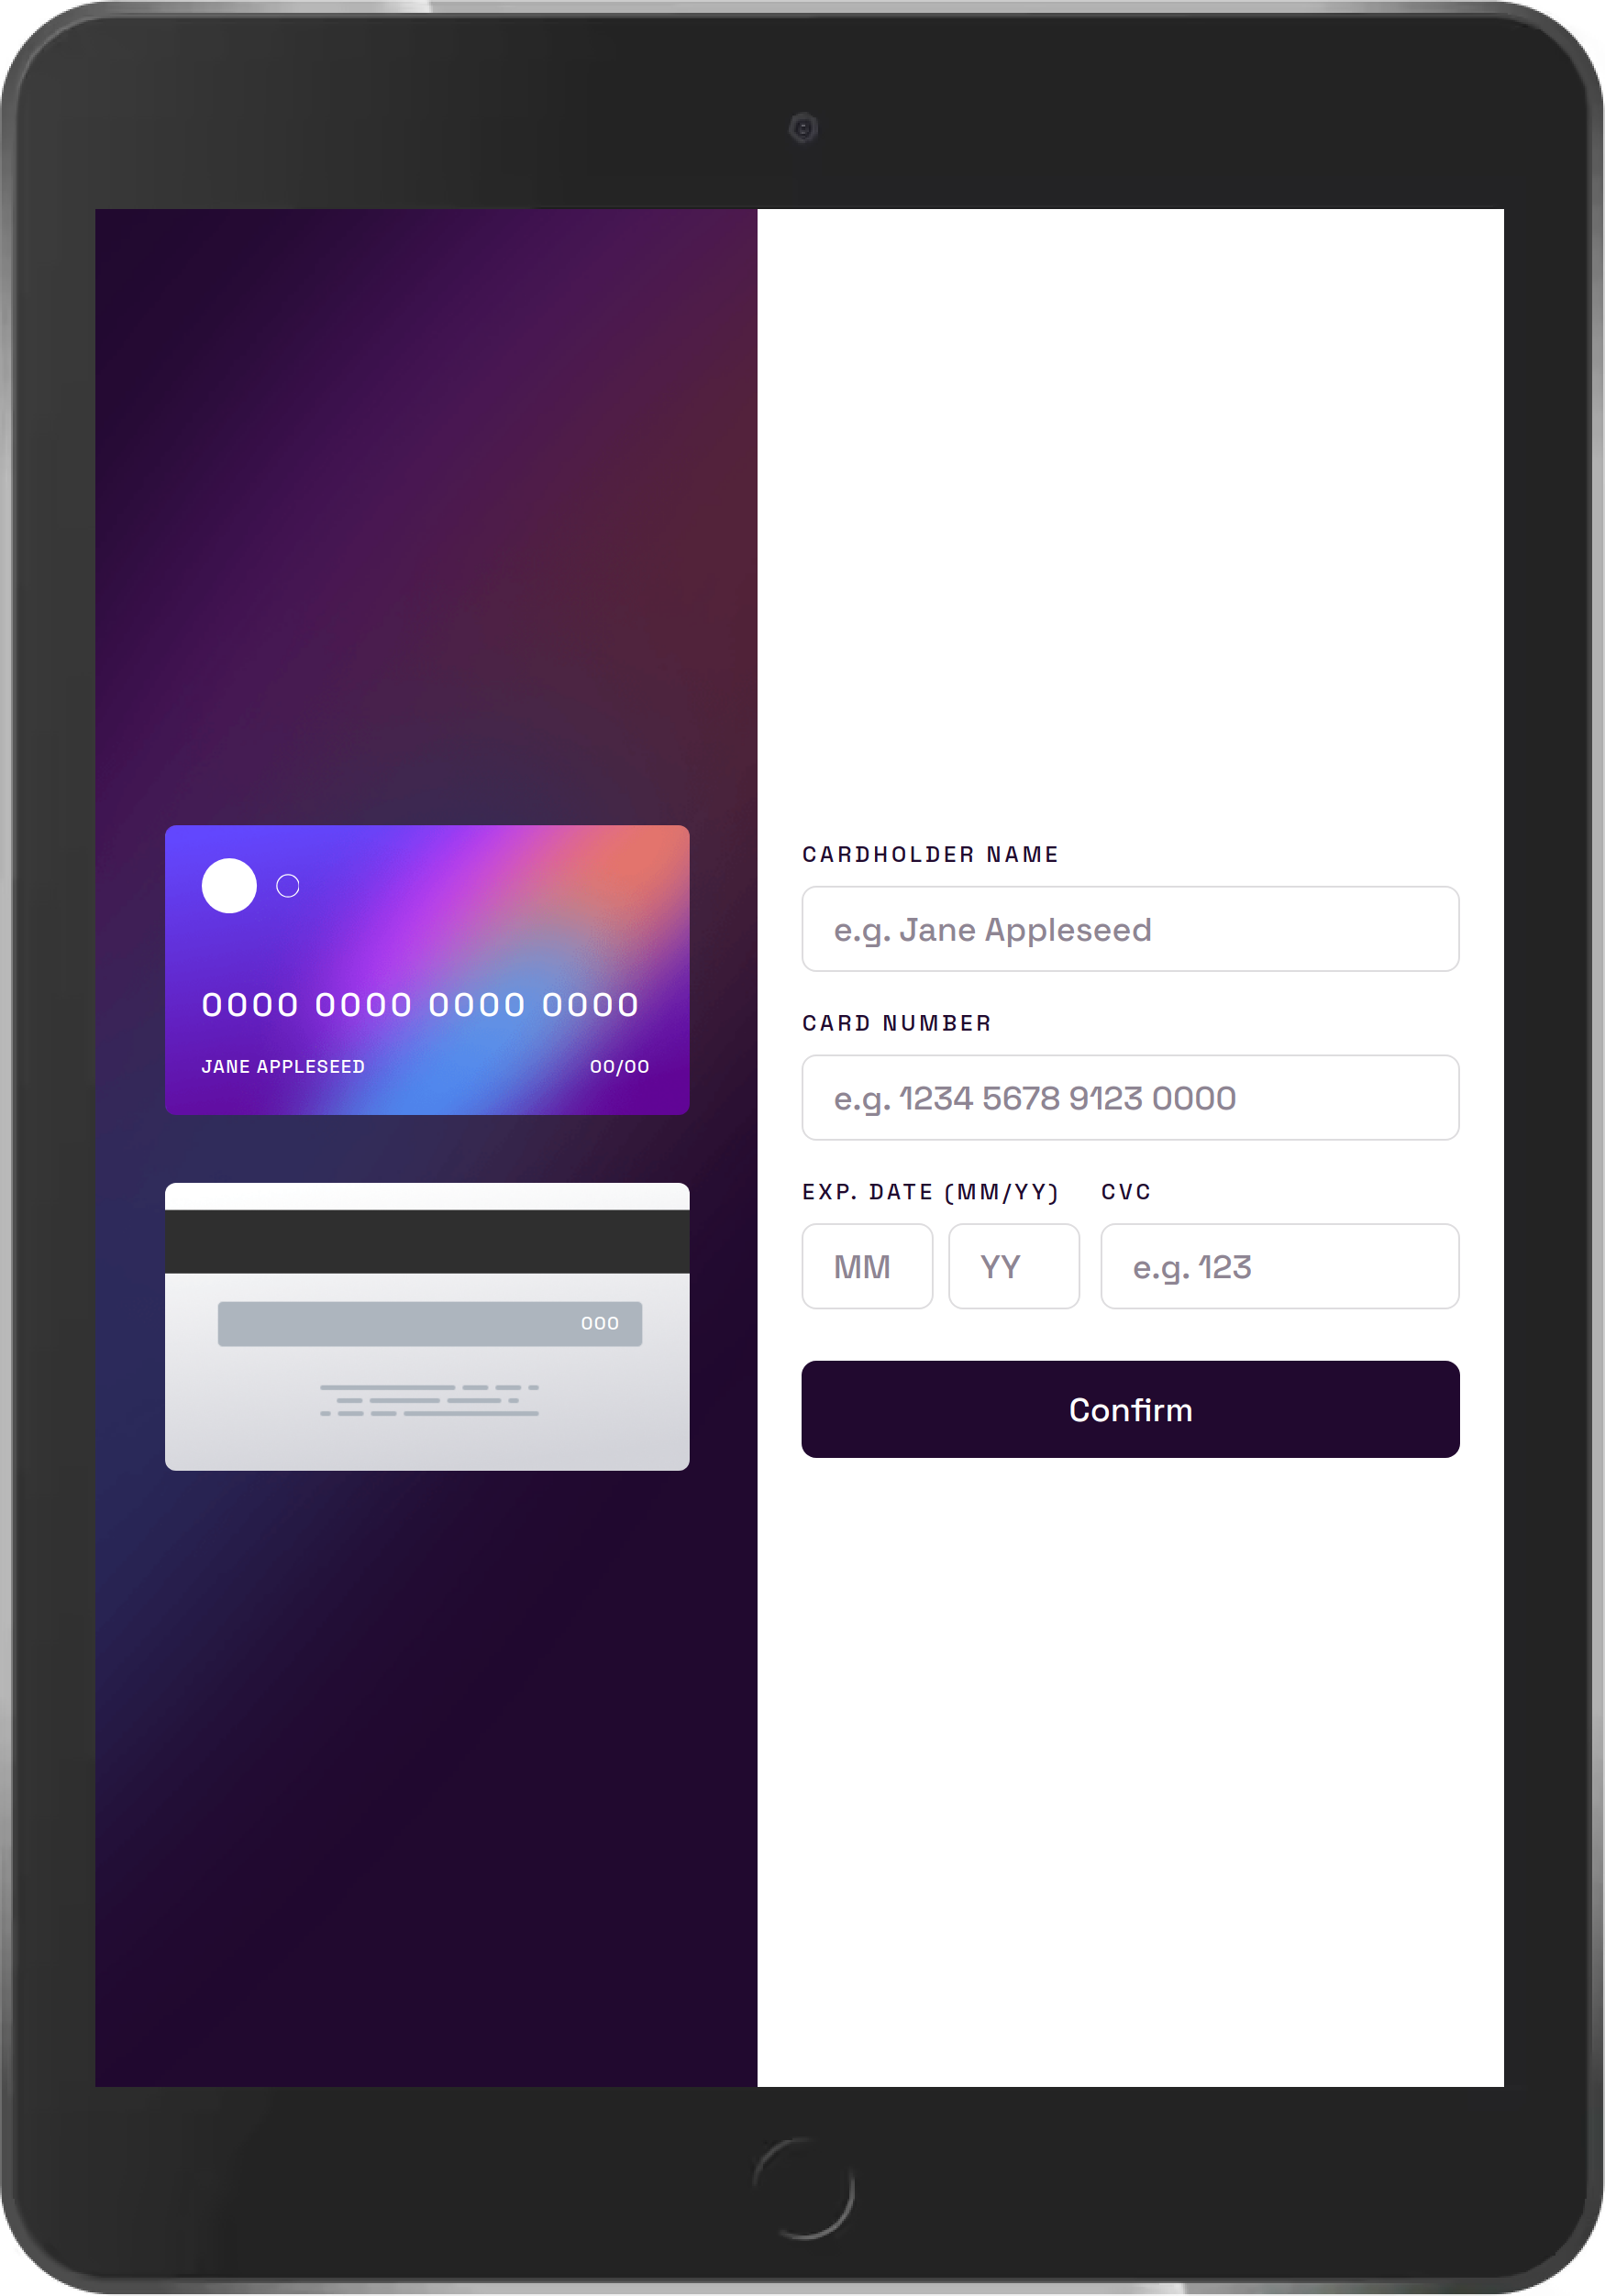 0000 0000 0000 0000
JANE APPLESEED 00/00
000
CARDHOLDER NAME
e.g. Jane Appleseed
CARD NUMBER
e.g. 1234 5678 9123 0000
EXP. DATE (MM/YY) CVC
MM YY e.g. 123
Confirm